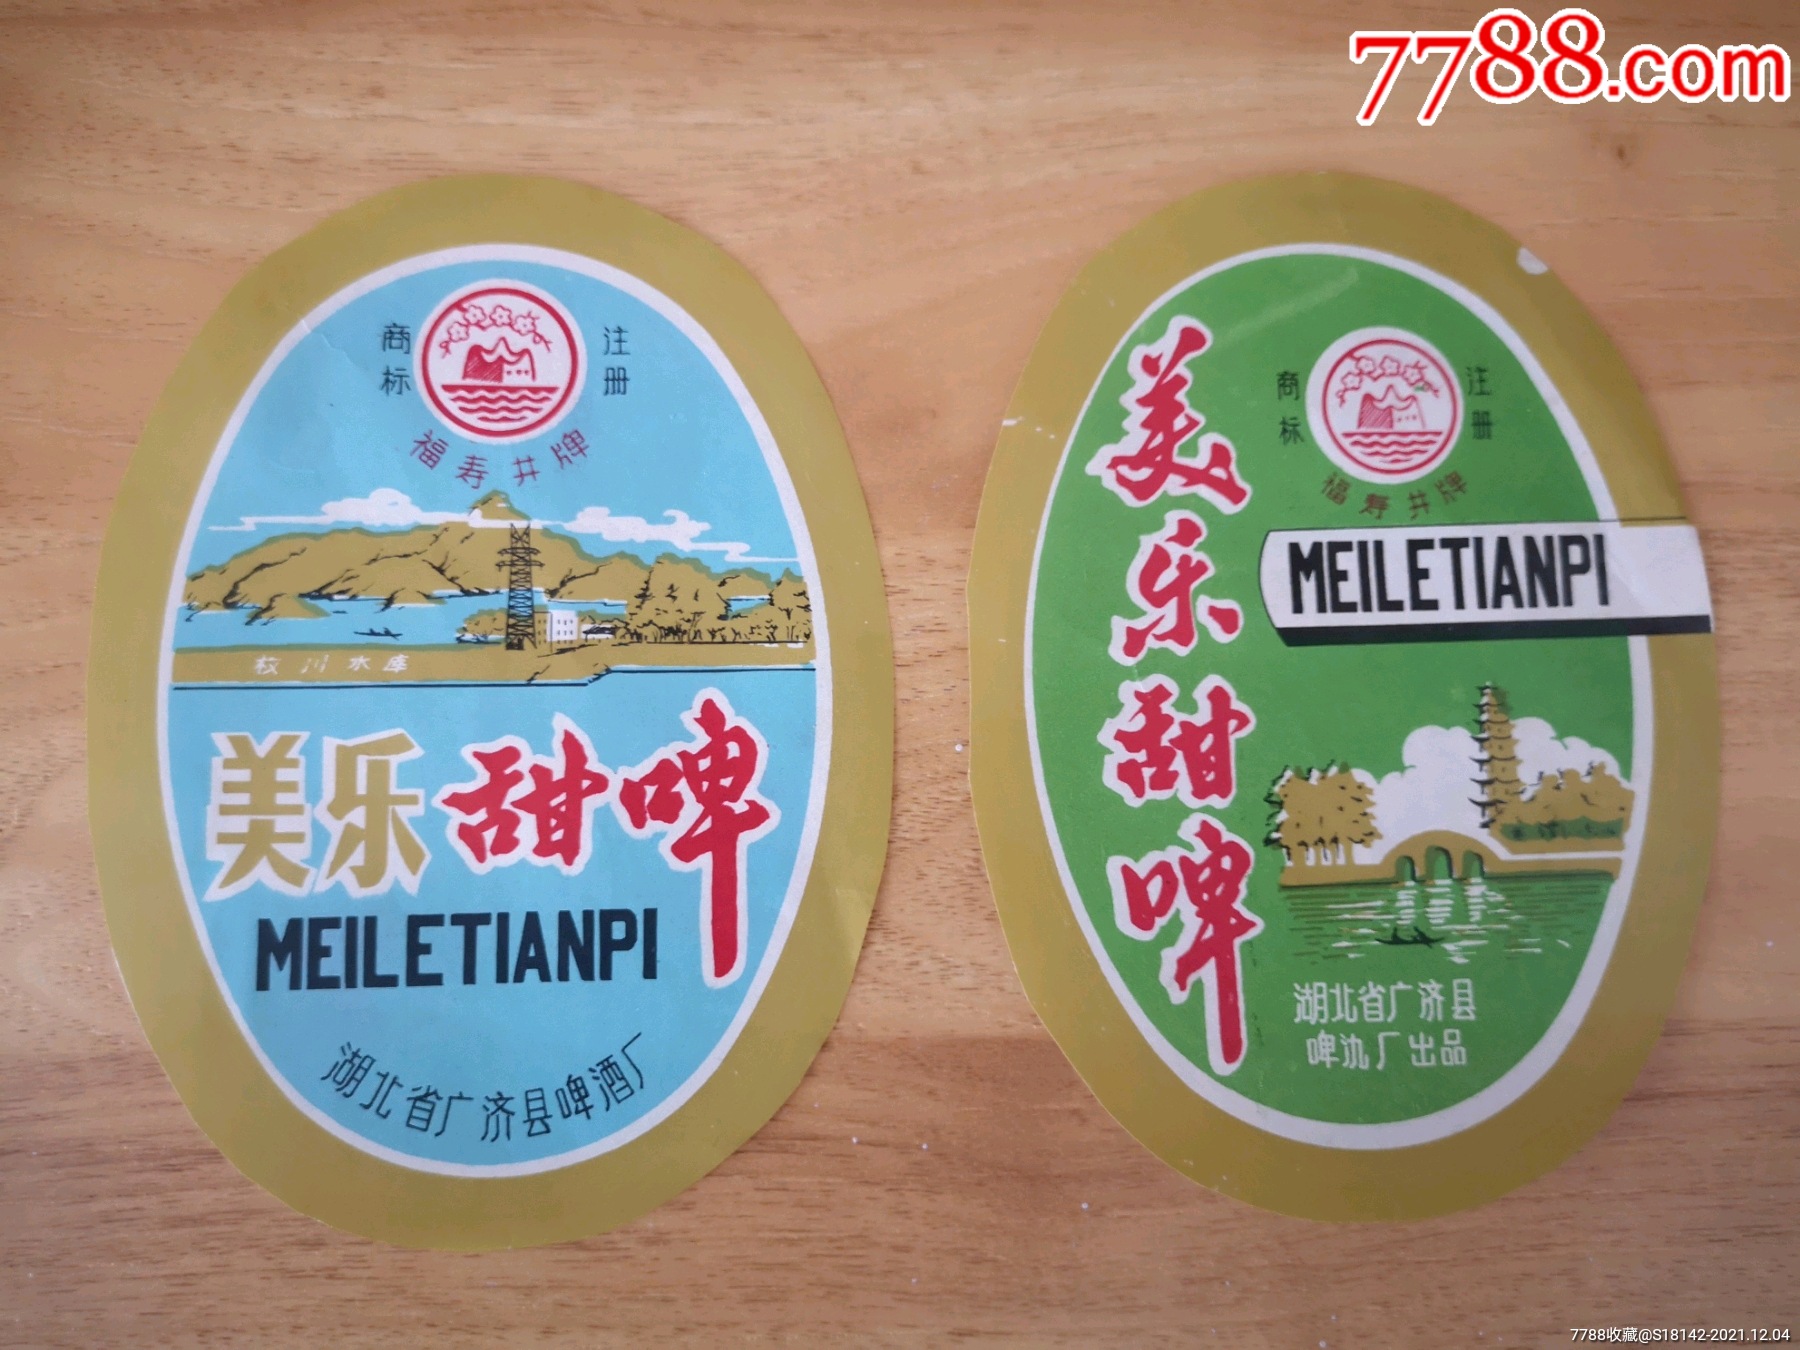 7788.com
商标
注册
福寿井牌
枚川水库
美乐甜啤
MEILETIANPI
湖北省广济县啤酒厂
商标
注册
福寿井牌
美乐甜啤
MEILETIANPI
湖北省广济县
啤氿厂出品
7788收藏@S18142-2021.12.04